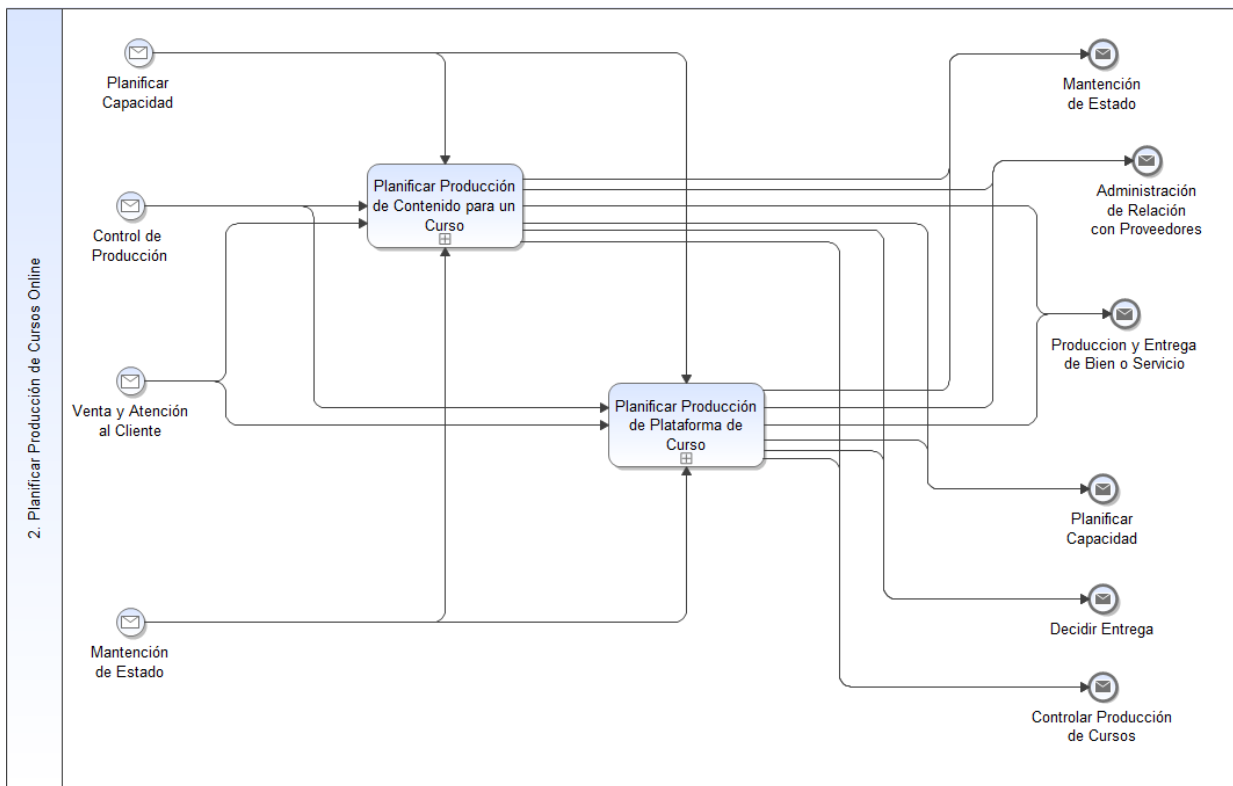 2. Planificar Producción de Cursos Online
Planificar
Capacidad
Control de
Producción
Venta y Atención
al Cliente
Mantención
de Estado
Planificar Producción
de Contenido para un
Curso
Planificar Producción
de Plataforma de
Curso
Mantención
de Estado
Administración
de Relación
con Proveedores
Produccion y Entrega
de Bien o Servicio
Planificar
Capacidad
Decidir Entrega
Controlar Producción
de Cursos